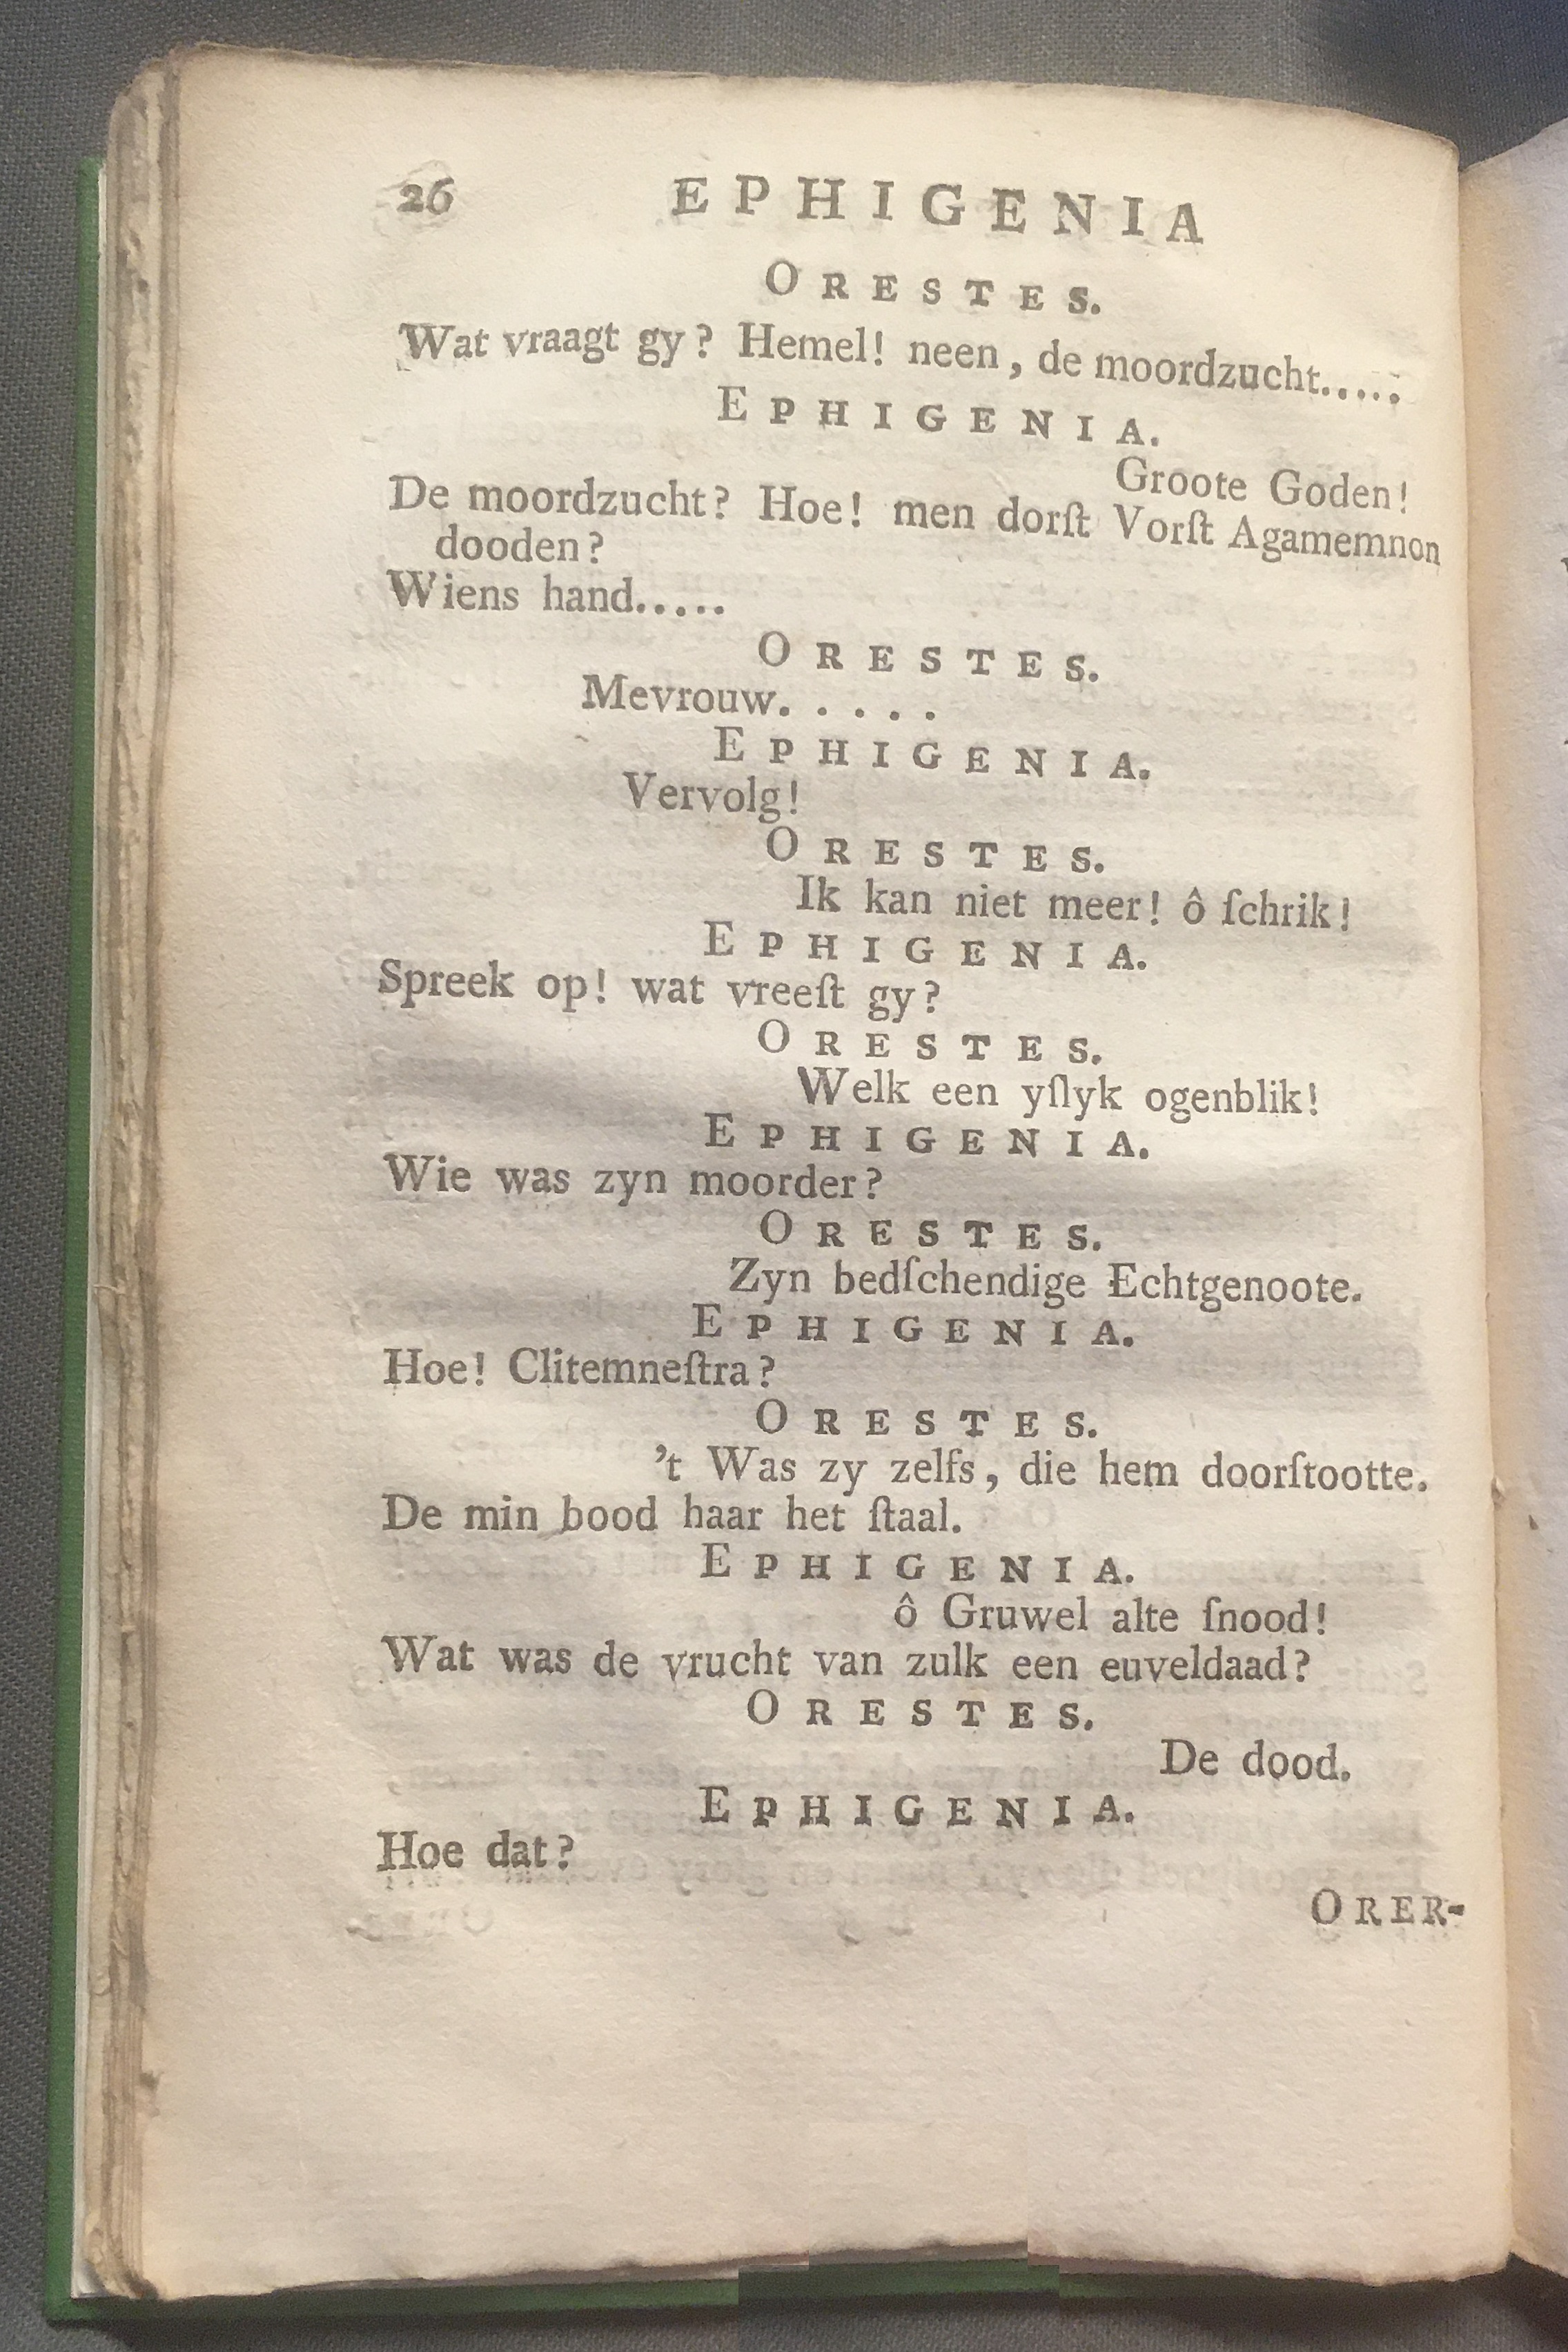 26 EPHIGENIA
ORESTES.
Wat vraagt gy? Hemel! neen, de moordzucht.....
EPHIGENIA.
Groote Goden!
De moordzucht? Hoe! men dorſt Vorſt Agamemnon
dooden?
Wiens hand.....
ORESTES.
Mevrouw. . . . .
EPHIGENIA.
Vervolg!
ORESTES.
Ik kan niet meer! ô ſchrik!
EPHIGENIA.
Spreek op! wat vreeſt gy?
ORESTES.
Welk een yſlyk ogenblik!
EPHIGENIA.
Wie was zyn moorder?
ORESTES.
Zyn bedſchendige Echtgenoote.
EPHIGENIA.
Hoe! Clitemneſtra?
ORESTES.
't Was zy zelfs, die hem doorſtootte.
De min bood haar het ſtaal.
EPHIGENIA.
ô Gruwel alte ſnood!
Wat was de vrucht van zulk een euveldaad?
ORESTES.
De dood.
EPHIGENIA.
Hoe dat?
ORER-